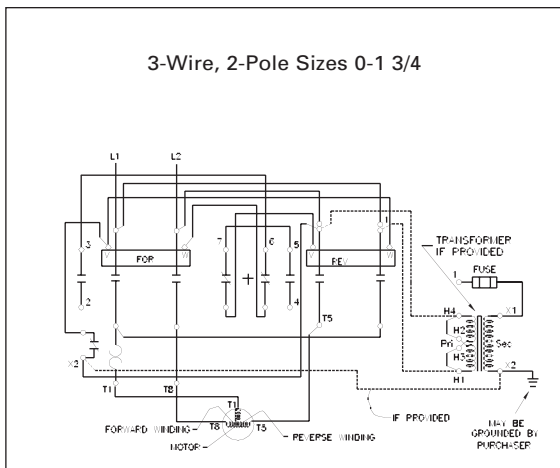 3-Wire, 2-Pole Sizes 0-1 3/4
L1 L2
3 7 6 5 1
V FOR W V REV W
TRANSFORMER
IF PROVIDED
1 FUSE
2 4
H4 X1
T5
H2
Pri Sec
H3
X2 H1 X2
T1 T8
T1
IF PROVIDED
FORWARD WINDING
T8 T5
REVERSE WINDING
MOTOR
MAY BE
GROUNDED BY
PURCHASER